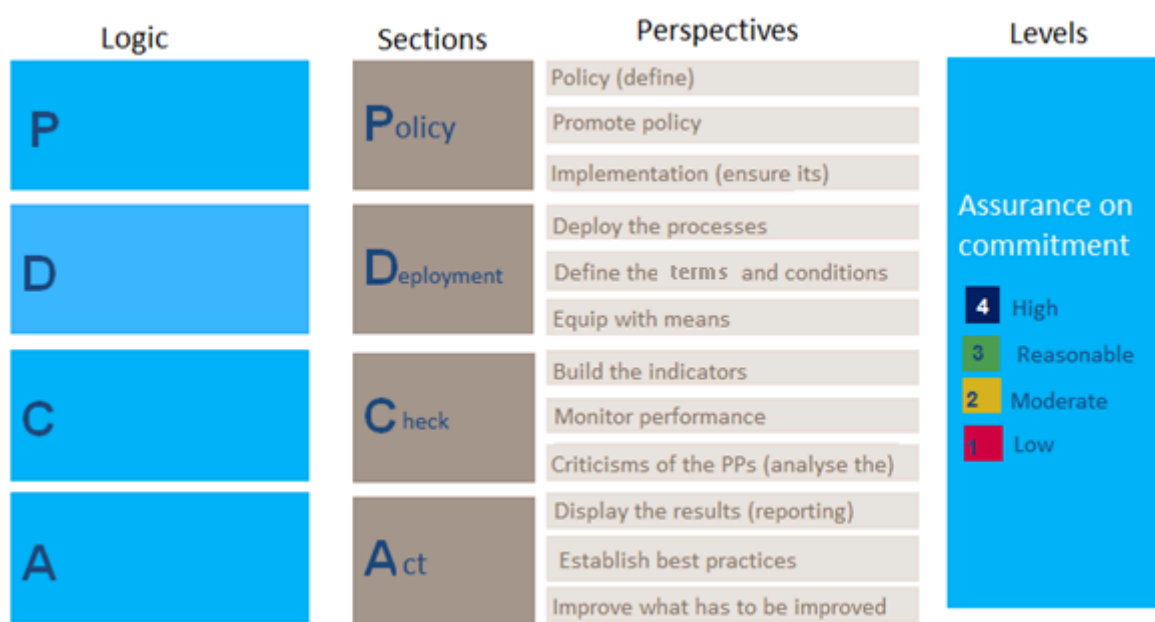 Logic
Sections
Perspectives
Levels
P
Policy
Policy (define)
Promote policy
Implementation (ensure its)
D
Deployment
Deploy the processes
Define the terms and conditions
Equip with means
C
Check
Build the indicators
Monitor performance
Criticisms of the PPs (analyse the)
A
Act
Display the results (reporting)
Establish best practices
Improve what has to be improved
Assurance on
commitment
4 High
3 Reasonable
2 Moderate
1 Low